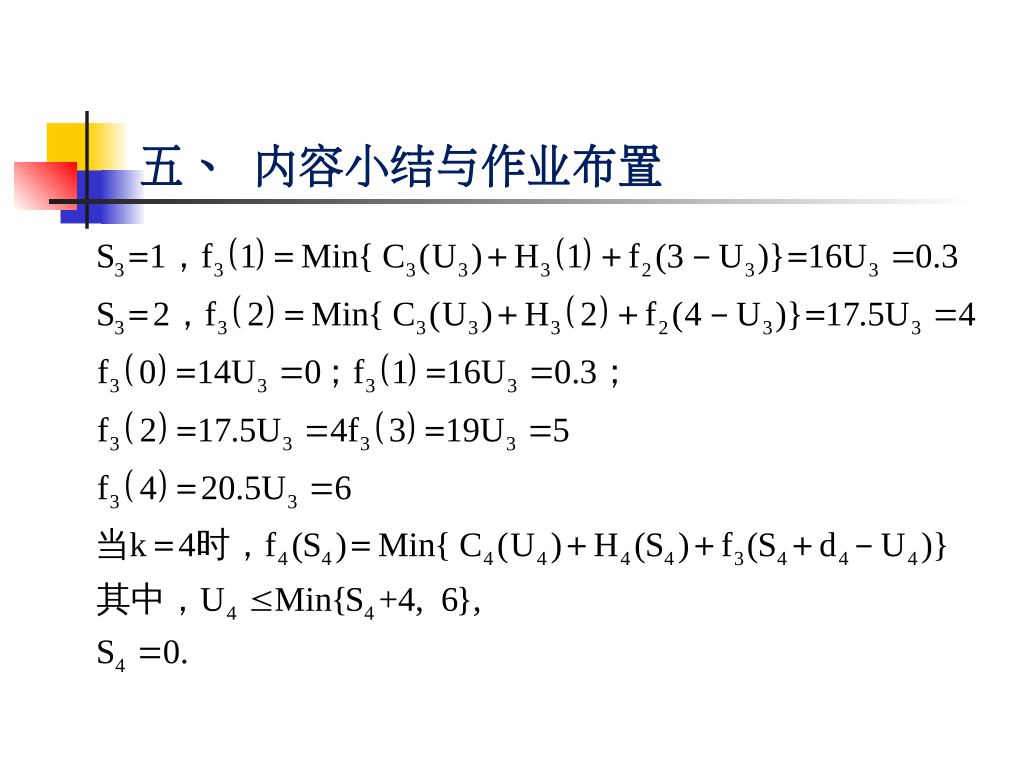 五、 内容小结与作业布置
S₃=1，f₃(1)＝Min{ C₃(U₃)＋H₃(1)＋f₂(3－U₃)}=16U₃ =0.3
S₃=2，f₃(2)＝Min{ C₃(U₃)＋H₃(2)＋f₂(4－U₃)}=17.5U₃ =4
f₃(0)=14U₃ =0；f₃(1)=16U₃ =0.3；
f₃(2)=17.5U₃ =4f₃(3)=19U₃ =5
f₃(4)=20.5U₃ =6
当k＝4时，f₄(S₄)＝Min{ C₄(U₄)＋H₄(S₄)＋f₃(S₄＋d₄－U₄)}
其中，U₄ ≤Min{S₄+4, 6},
S₄ =0.